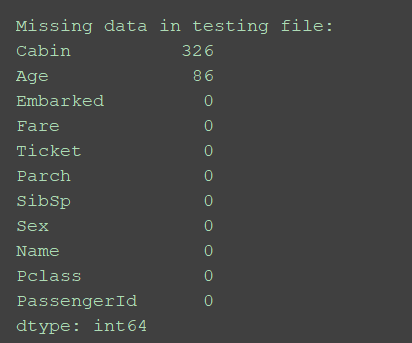 Missing data in testing file:
Cabin 326
Age 86
Embarked 0
Fare 0
Ticket 0
Parch 0
SibSp 0
Sex 0
Name 0
Pclass 0
PassengerId 0
dtype: int64